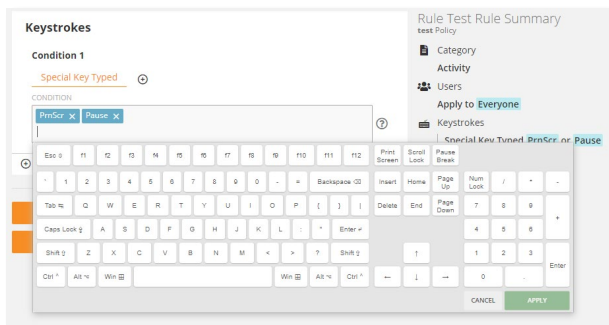 Keystrokes
Condition 1
Special Key Typed
CONDITION
PrnScr x Pause x
Rule Test Rule Summary
test Policy
Category
Activity
Users
Apply to Everyone
Keystrokes
Special Key Typed PrnScr or Pause
Esc f1 f2 f3 f4 f5 f6 f7 f8 f9 f10 f11 f12 Print Screen Scroll Lock Pause Break
` 1 2 3 4 5 6 7 8 9 0 - = Backspace Insert Home Page Up Num Lock / * -
Tab Q W E R T Y U I O P { } | Delete End Page Down 7 8 9 +
Caps Lock A S D F G H J K L : " Enter 4 5 6
Shift Z X C V B N M < > ? Shift ↑ 1 2 3 Enter
Ctrl Alt Win Win Alt Ctrl ← ↓ → 0 .
CANCEL APPLY